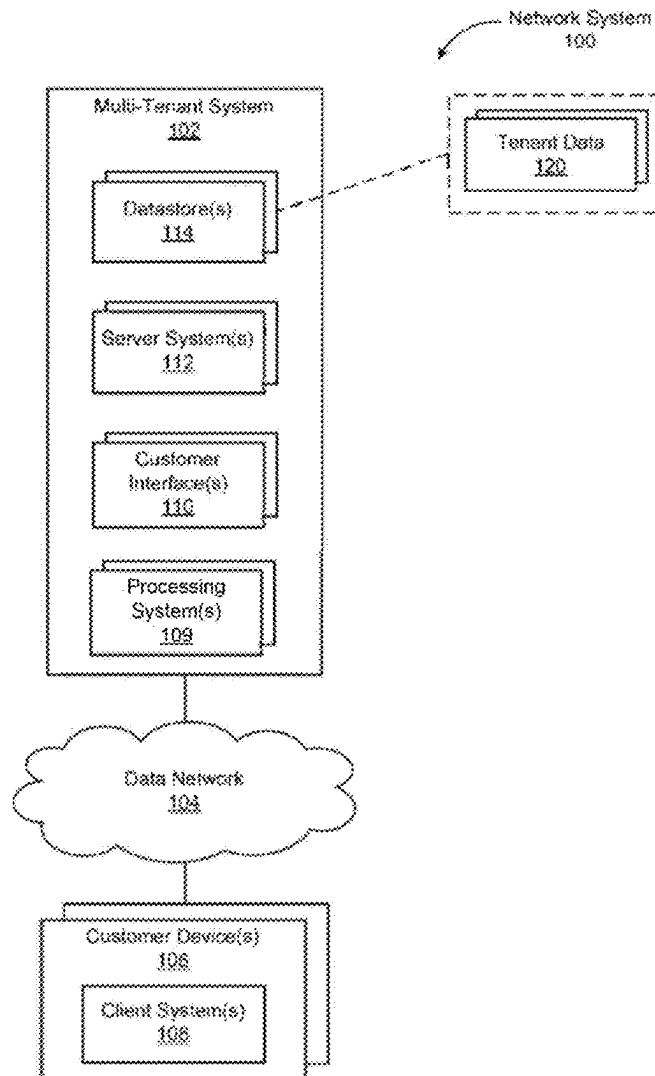 Network System
100
Multi-Tenant System
102
Tenant Data
120
Datastore(s)
114
Server System(s)
112
Customer
Interface(s)
110
Processing
System(s)
109
Data Network
104
Customer Device(s)
106
Client System(s)
108